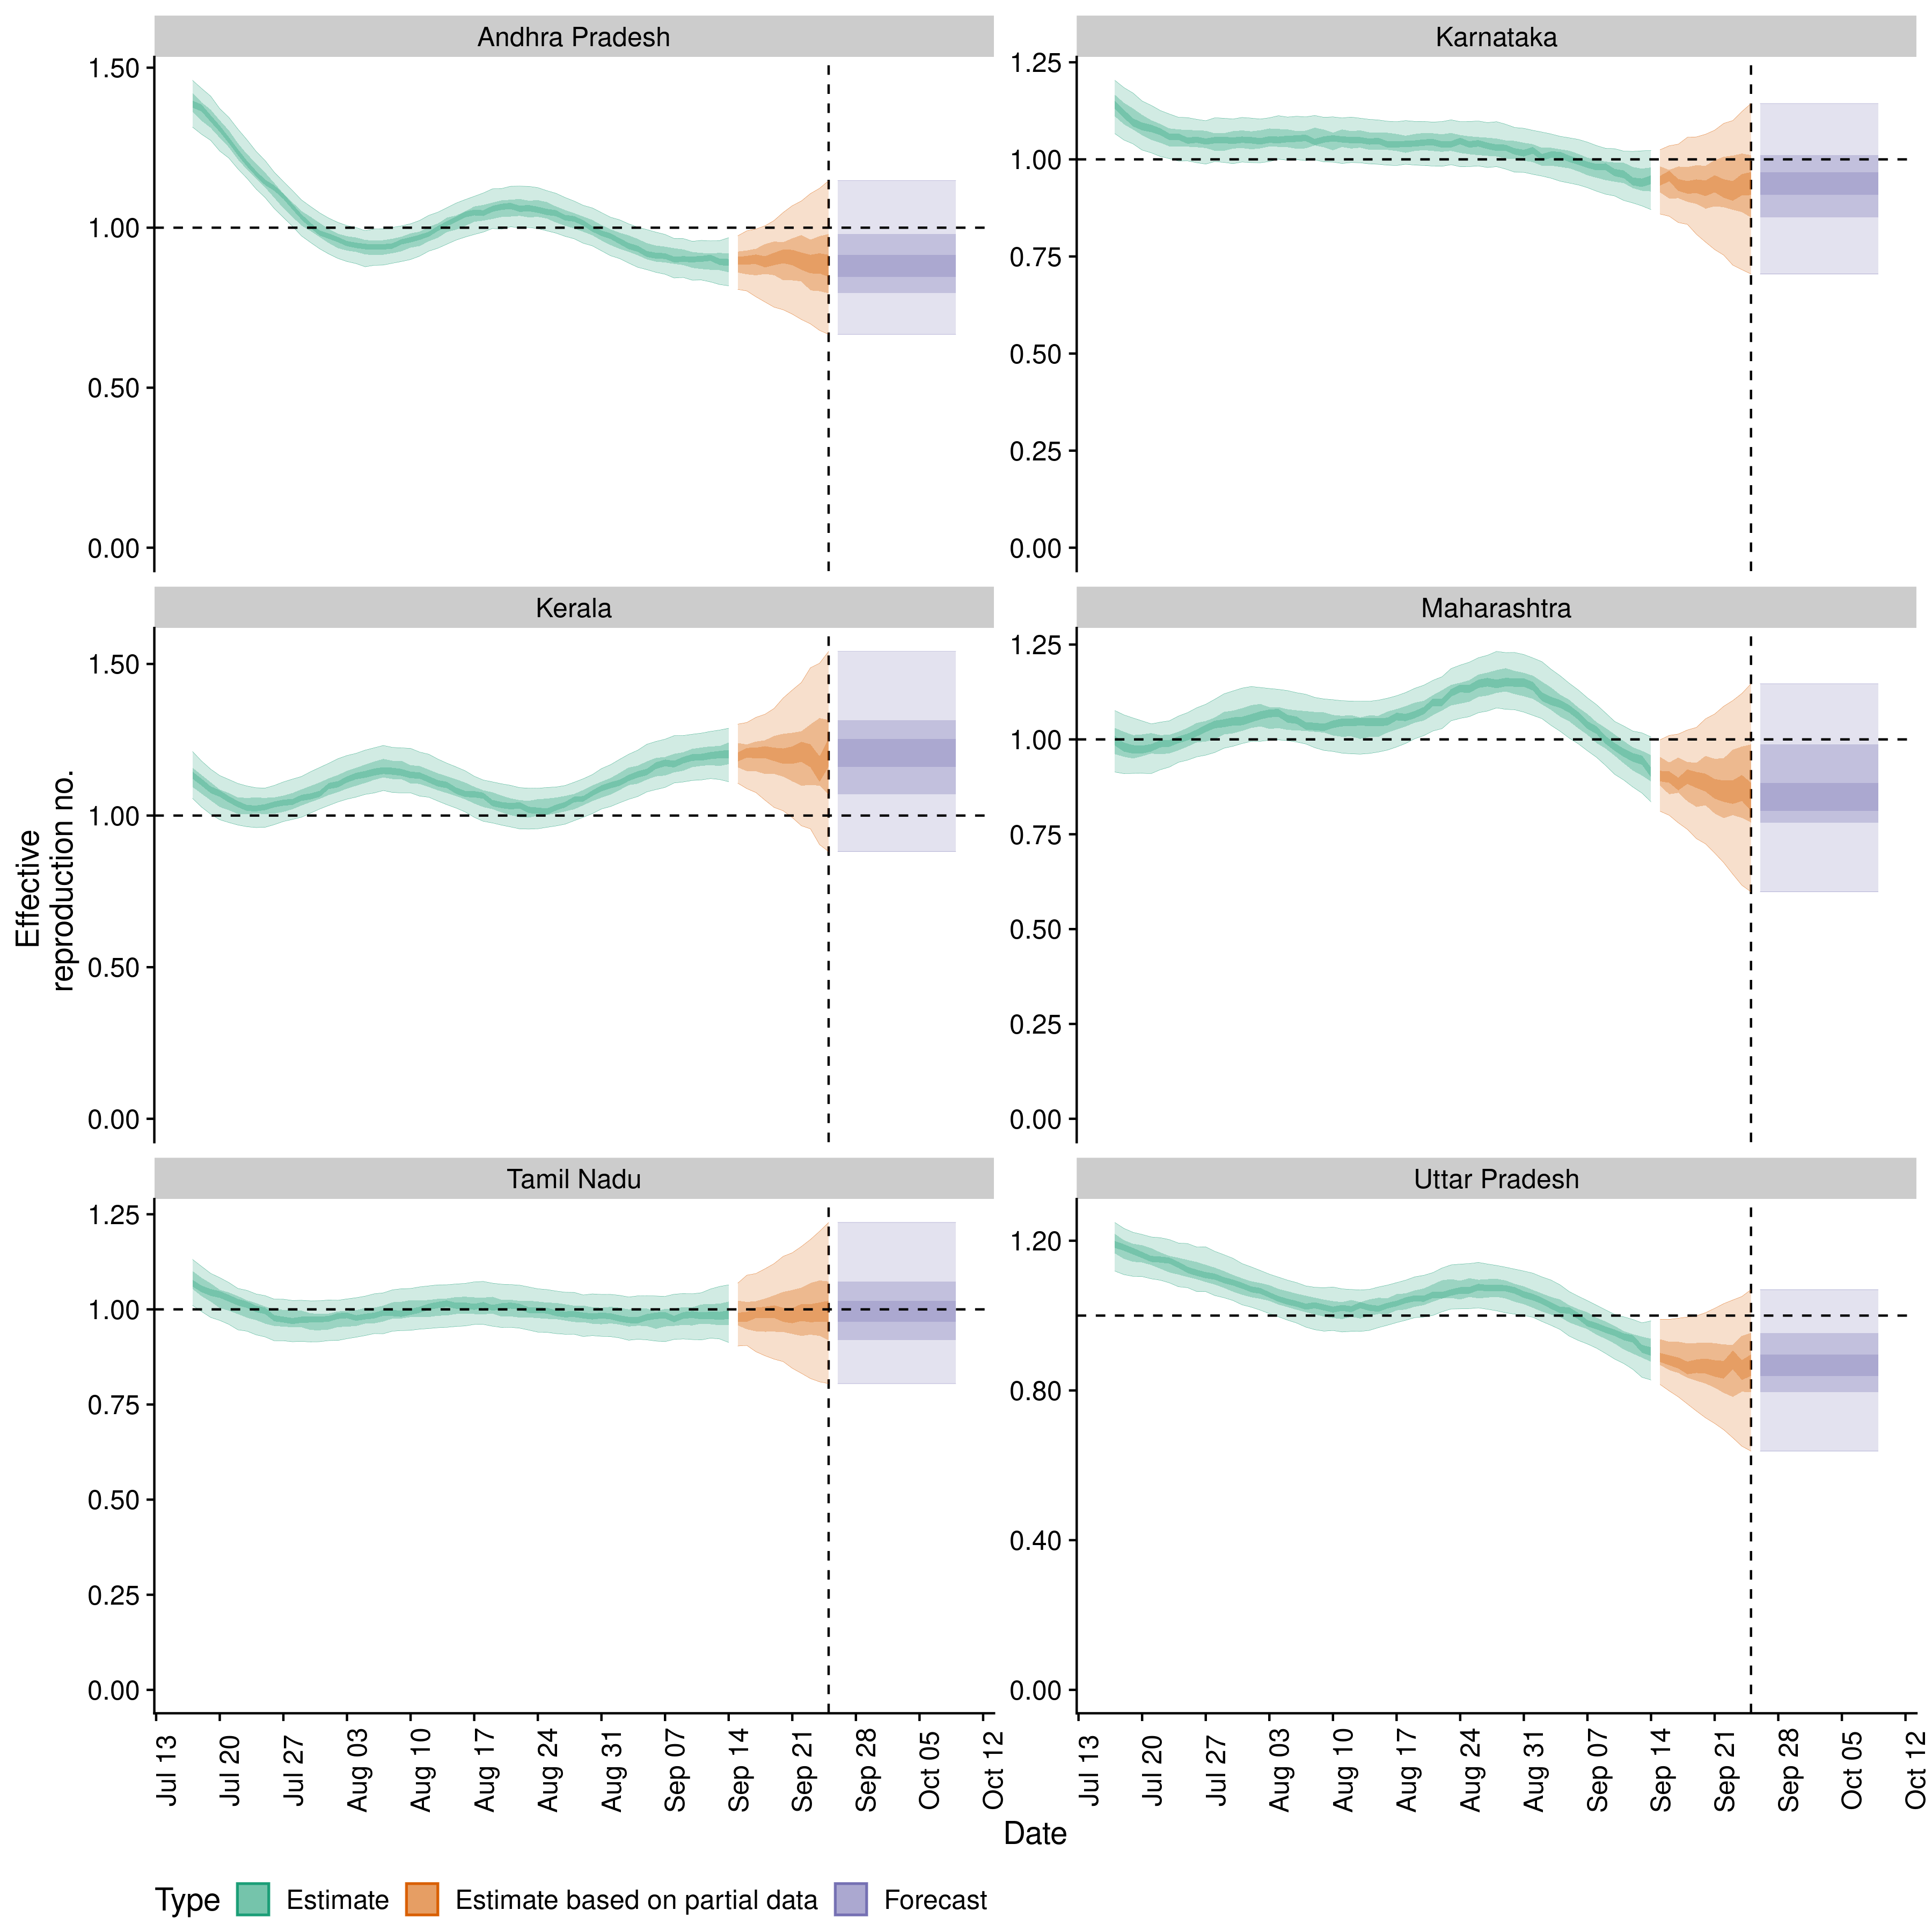 Andhra Pradesh
1.50
1.00
0.50
0.00
Karnataka
1.25
1.00
0.75
0.50
0.25
0.00
Kerala
1.50
1.00
0.50
0.00
Maharashtra
1.25
1.00
0.75
0.50
0.25
0.00
Effective
reproduction no.
Tamil Nadu
1.25
1.00
0.75
0.50
0.25
0.00
Uttar Pradesh
1.20
0.80
0.40
0.00
Jul 13
Jul 20
Jul 27
Aug 03
Aug 10
Aug 17
Aug 24
Aug 31
Sep 07
Sep 14
Sep 21
Sep 28
Oct 05
Oct 12
Jul 13
Jul 20
Jul 27
Aug 03
Aug 10
Aug 17
Aug 24
Aug 31
Sep 07
Sep 14
Sep 21
Sep 28
Oct 05
Oct 12
Date
Type Estimate Estimate based on partial data Forecast